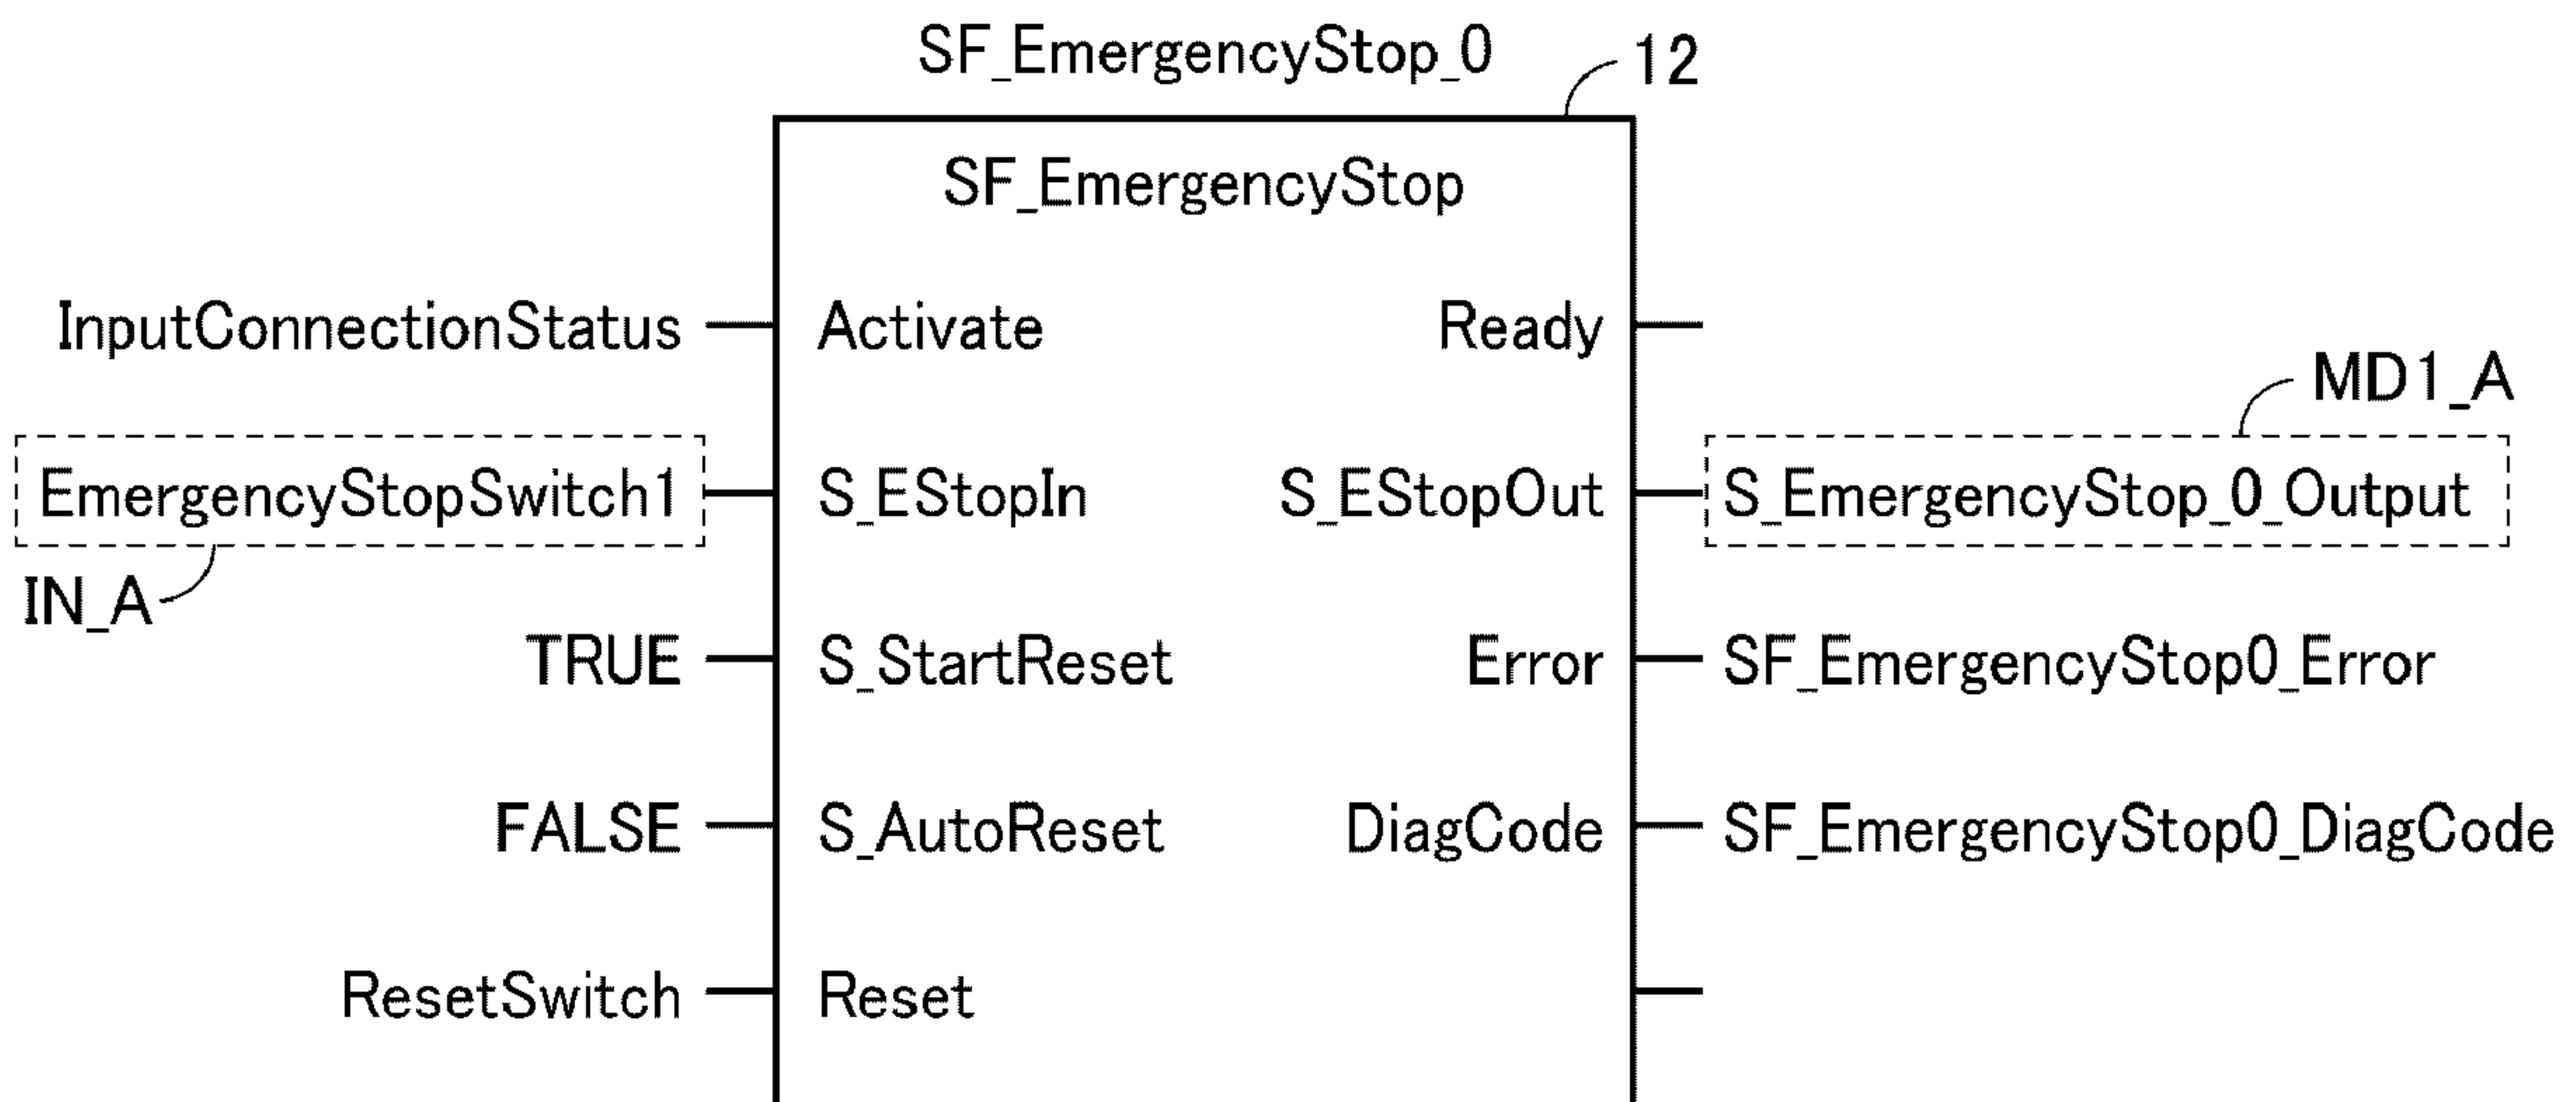 SF_EmergencyStop_0
12
SF_EmergencyStop
InputConnectionStatus Activate Ready
MD1_A
EmergencyStopSwitch1 S_EStopIn S_EStopOut S_EmergencyStop_0_Output
IN_A
TRUE S_StartReset Error SF_EmergencyStop0_Error
FALSE S_AutoReset DiagCode SF_EmergencyStop0_DiagCode
ResetSwitch Reset